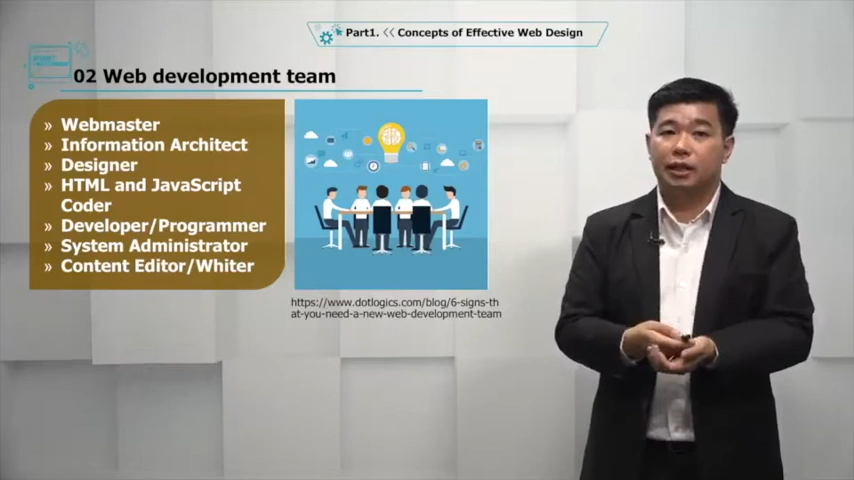 Part1. << Concepts of Effective Web Design
02 Web development team
» Webmaster
» Information Architect
» Designer
» HTML and JavaScript
Coder
» Developer/Programmer
» System Administrator
» Content Editor/Whiter
https://www.dotlogics.com/blog/6-signs-th
at-you-need-a-new-web-development-team